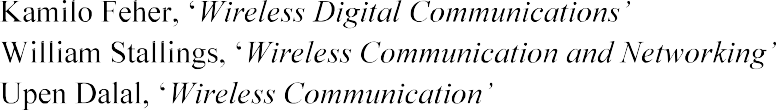 Kamilo Feher, ‘Wireless Digital Communications’
William Stallings, ‘Wireless Communication and Networking’
Upen Dalal, ‘Wireless Communication’